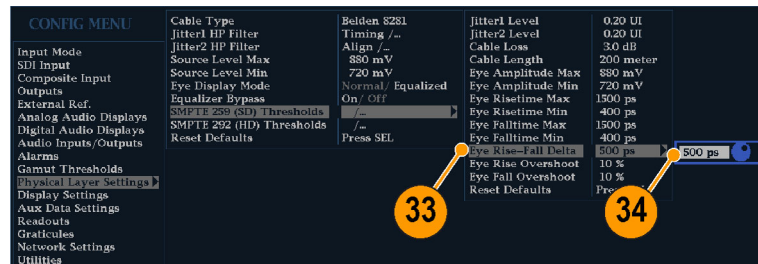 CONFIG MENU
Input Mode
SDI Input
Composite Input
Outputs
External Ref.
Analog Audio Displays
Digital Audio Displays
Audio Inputs/Outputs
Alarms
Gamut Thresholds
Physical Layer Settings
Display Settings
Aux Data Settings
Readouts
Graticules
Network Settings
Utilities
Cable Type Belden 8281
Jitter1 HP Filter Timing /...
Jitter2 HP Filter Align /...
Source Level Max 880 mV
Source Level Min 720 mV
Eye Display Mode Normal/ Equalized
Equalizer Bypass On/ Off
SMPTE 259 (SD) Thresholds /...
SMPTE 292 (HD) Thresholds /...
Reset Defaults Press SEL
Jitter1 Level 0.20 UI
Jitter2 Level 0.20 UI
Cable Loss 3.0 dB
Cable Length 200 meter
Eye Amplitude Max 880 mV
Eye Amplitude Min 720 mV
Eye Risetime Max 1500 ps
Eye Risetime Min 400 ps
Eye Falltime Max 1500 ps
Eye Falltime Min 400 ps
Eye Rise-Fall Delta 500 ps
Eye Rise Overshoot 10 %
Eye Fall Overshoot 10 %
Reset Defaults
500 ps
33
34